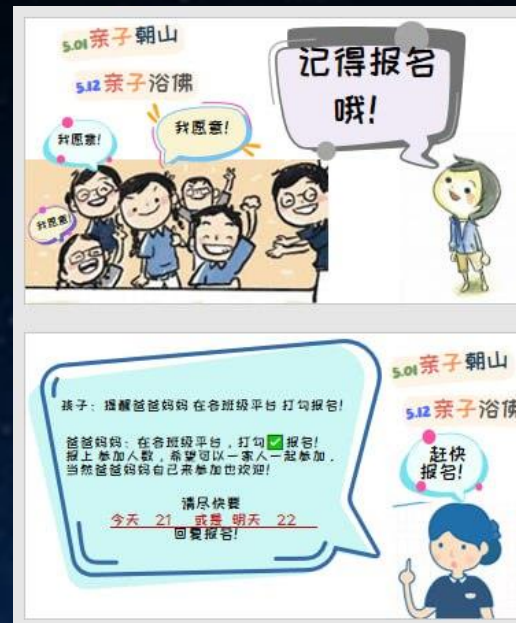 5.01亲子朝山
5.12亲子浴佛
记得报名
哦!
我愿意!
我愿意!
我愿意!
5.01亲子朝山
5.12亲子浴佛
孩子：提醒爸爸妈妈 在各班级平台 打勾报名!
爸爸妈妈：在各班级平台，打勾✅报名!
报上 参加人数，希望可以一家人一起参加，
当然爸爸妈妈自己来参加也欢迎!
请尽快要
今天 21 或是 明天 22
回复报名!
赶快
报名!